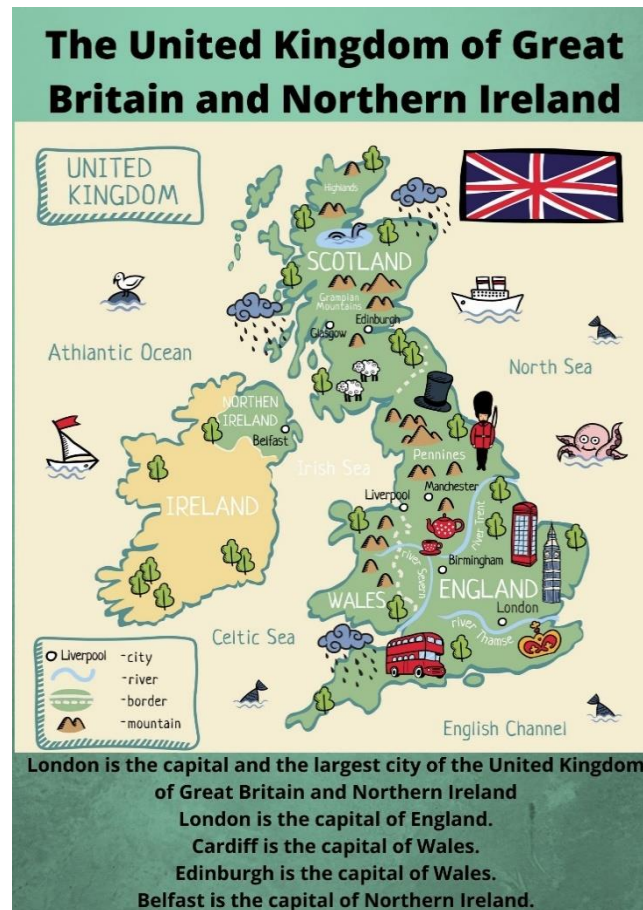 The United Kingdom of Great
Britain and Northern Ireland
UNITED
KINGDOM
Highlands
SCOTLAND
Grampian
Mountains
Edinburgh
Glasgow
Athlantic Ocean
North Sea
NORTHEN
IRELAND
Belfast
Irish Sea
Pennines
IRELAND
Liverpool
Manchester
river Trent
river Severn
Birmingham
WALES
ENGLAND
London
river Thamse
Celtic Sea
Liverpool -city
-river
-border
-mountain
English Channel
London is the capital and the largest city of the United Kingdom
of Great Britain and Northern Ireland
London is the capital of England.
Cardiff is the capital of Wales.
Edinburgh is the capital of Wales.
Belfast is the capital of Northern Ireland.